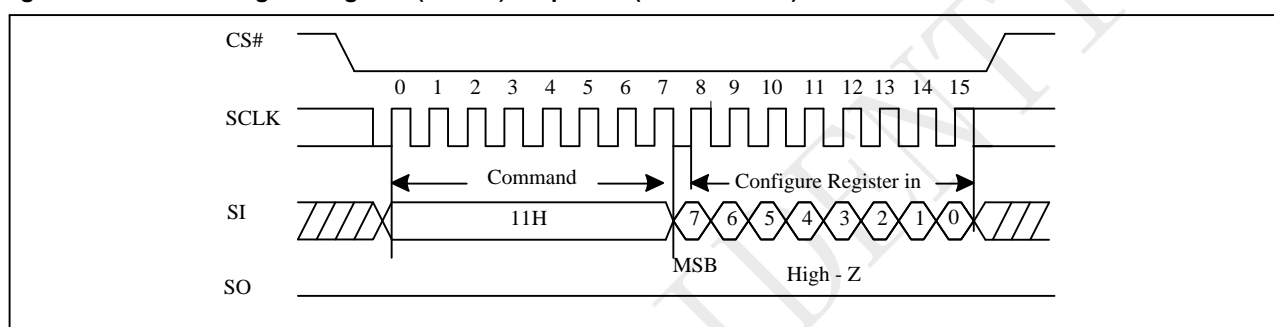 CS#
0 1 2 3 4 5 6 7 8 9 10 11 12 13 14 15
SCLK
Command Configure Register in
SI 11H 7 6 5 4 3 2 1 0
MSB High - Z
SO